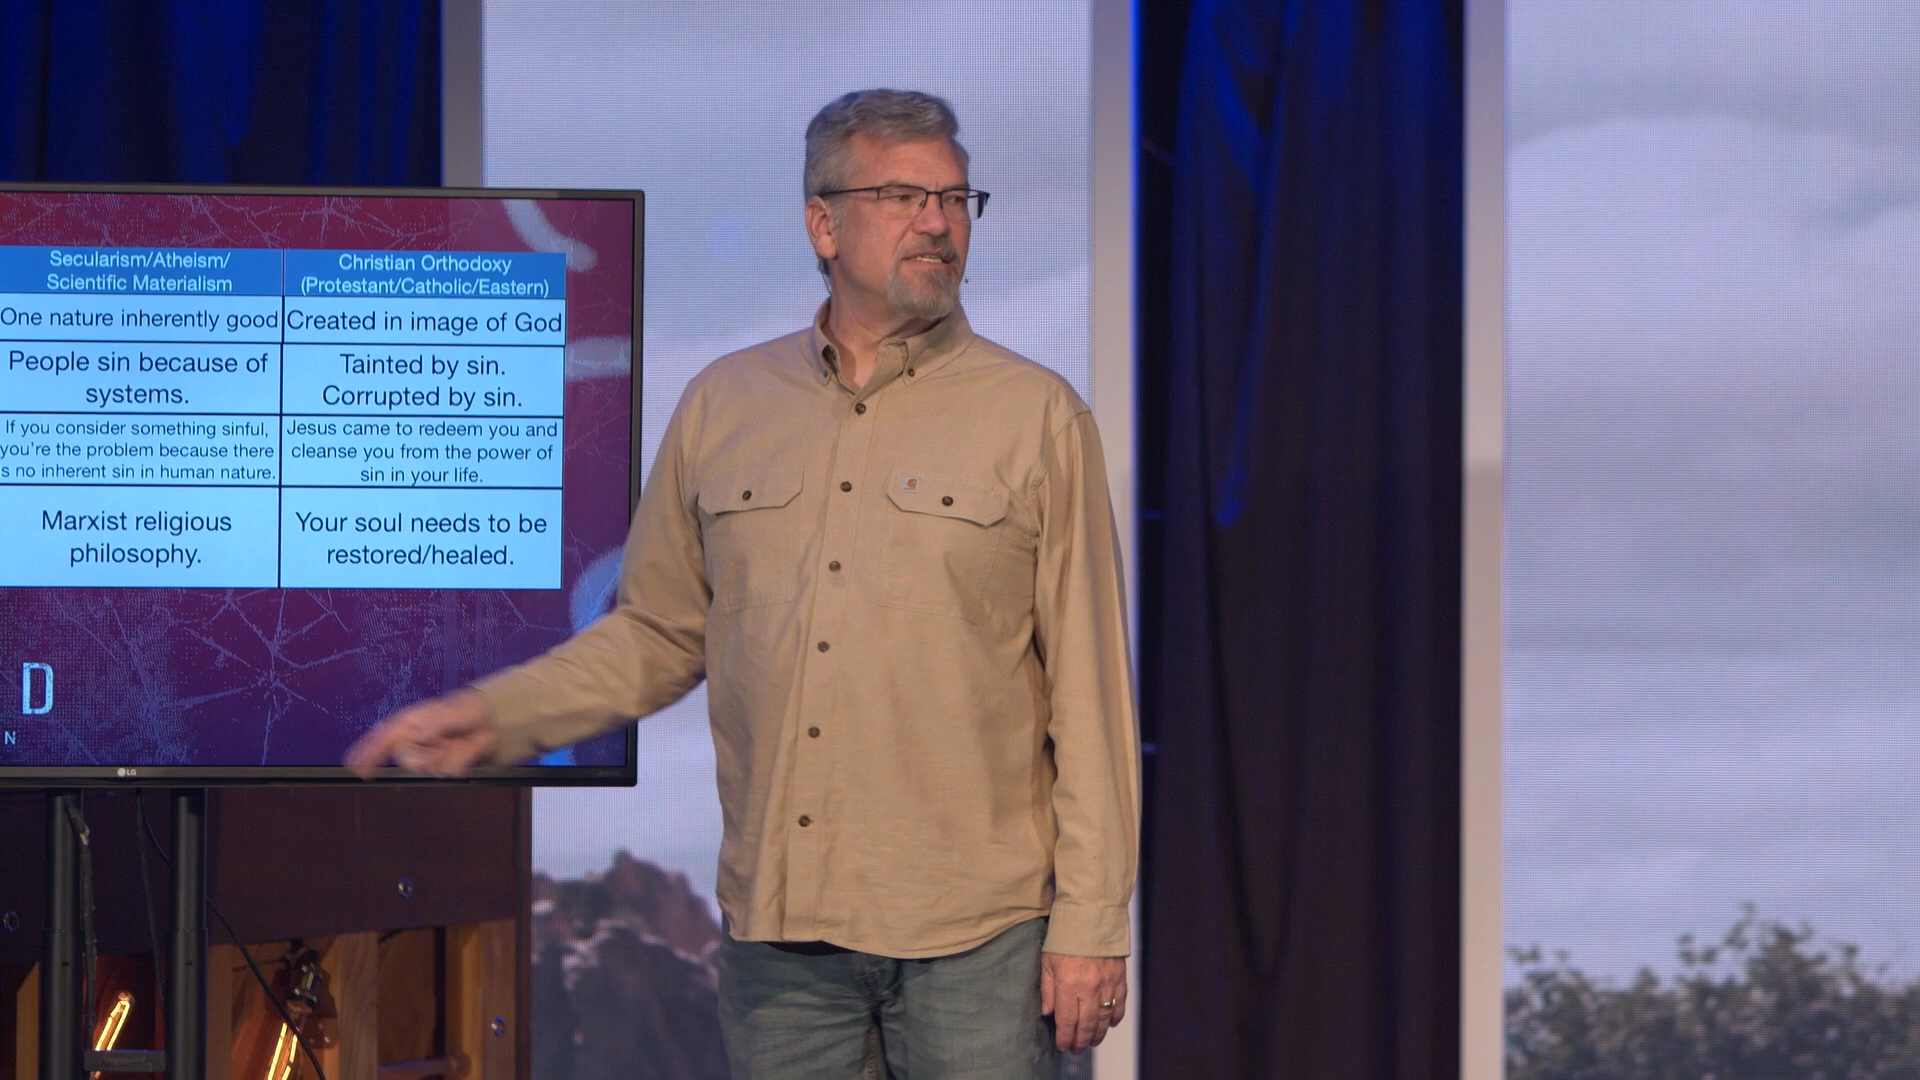 Secularism/Atheism/
Scientific Materialism
Christian Orthodoxy
(Protestant/Catholic/Eastern)
One nature inherently good
Created in image of God
People sin because of
systems.
Tainted by sin.
Corrupted by sin.
If you consider something sinful,
you're the problem because there
s no inherent sin in human nature.
Jesus came to redeem you and
cleanse you from the power of
sin in your life.
Marxist religious
philosophy.
Your soul needs to be
restored/healed.
D
N
LG